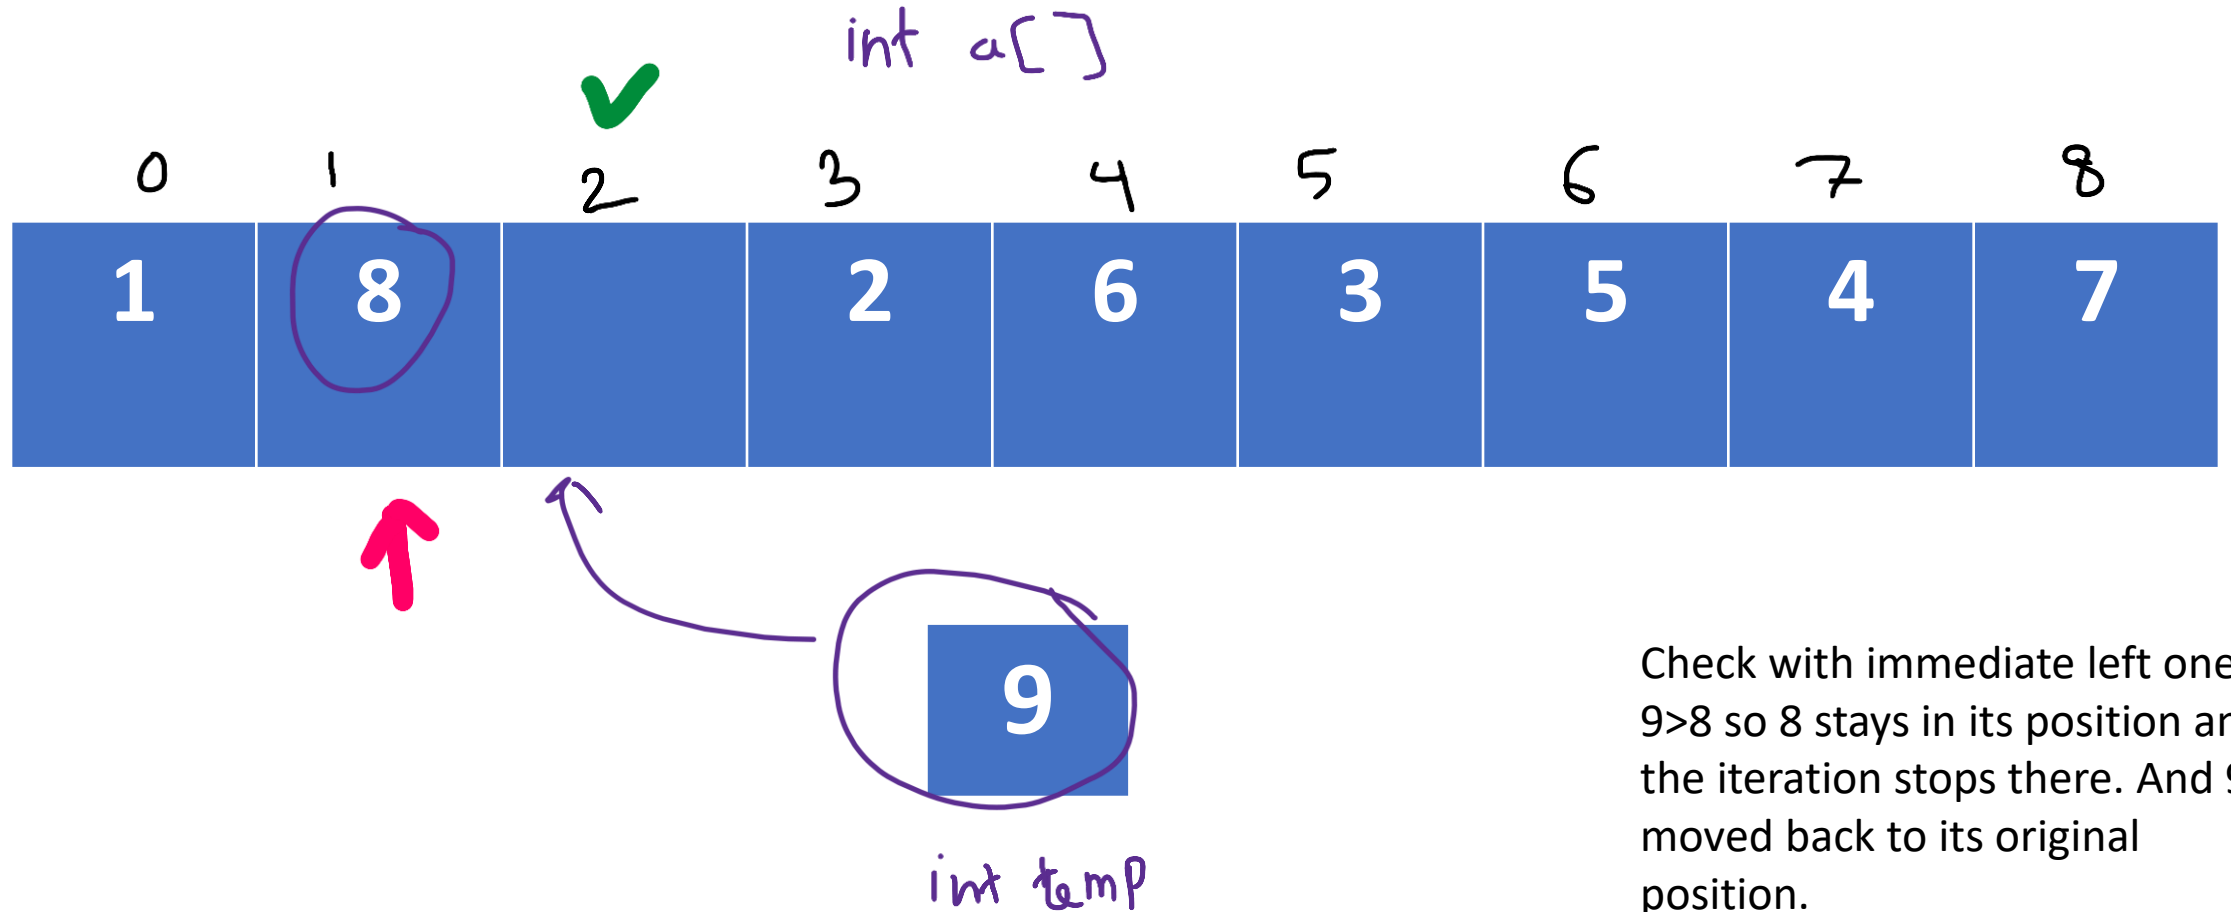 int a[]
0 1 2 3 4 5 6 7 8
1 8 2 6 3 5 4 7
9
int temp
Check with immediate left one
9>8 so 8 stays in its position
the iteration stops there. And
moved back to its original
position.